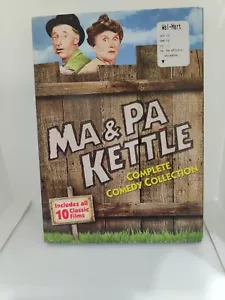 Wal-Mart
MA & PA
KETTLE
COMPLETE
COMEDY COLLECTION
Includes all
10 Classic
Films